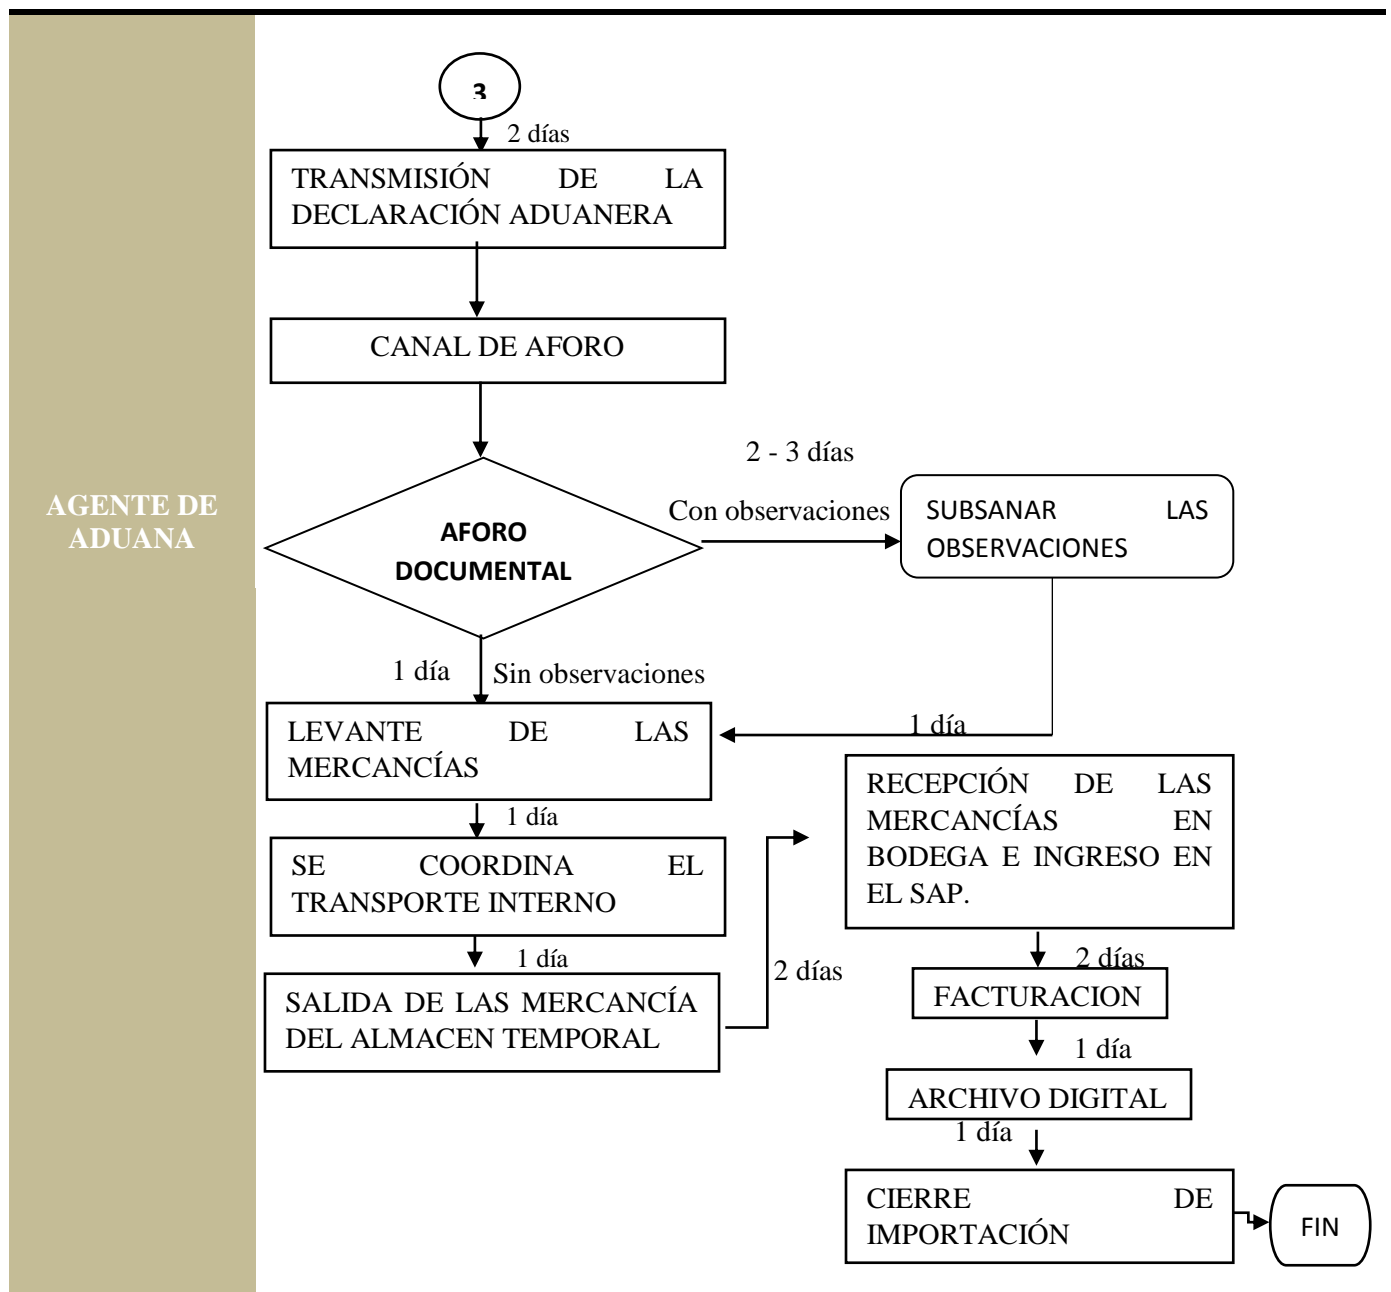 3
2 días
TRANSMISIÓN DE LA
DECLARACIÓN ADUANERA
CANAL DE AFORO
2 - 3 días
AGENTE DE
ADUANA
AFORO
DOCUMENTAL
Con observaciones
SUBSANAR LAS
OBSERVACIONES
1 día
Sin observaciones
1 día
LEVANTE DE LAS
MERCANCÍAS
1 día
SE COORDINA EL
TRANSPORTE INTERNO
1 día
SALIDA DE LAS MERCANCÍA
DEL ALMACEN TEMPORAL
2 días
RECEPCIÓN DE LAS
MERCANCÍAS EN
BODEGA E INGRESO EN
EL SAP.
2 días
FACTURACION
1 día
ARCHIVO DIGITAL
1 día
CIERRE DE
IMPORTACIÓN
FIN